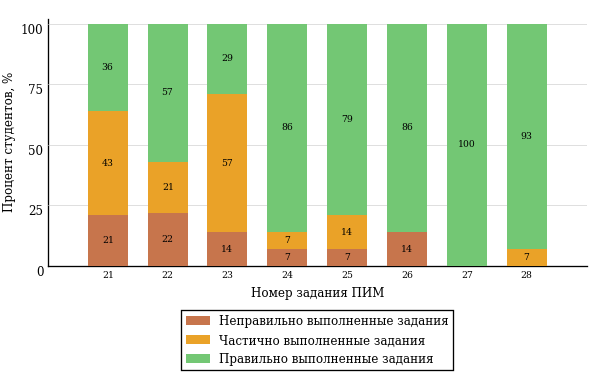 Процент студентов, %
100
75
50
25
0
36 57 29 86 79 86 100 93
43 21 57 7 14 7
21 22 14 7 7 14
21 22 23 24 25 26 27 28
Номер задания ПИМ
Неправильно выполненные задания
Частично выполненные задания
Правильно выполненные задания